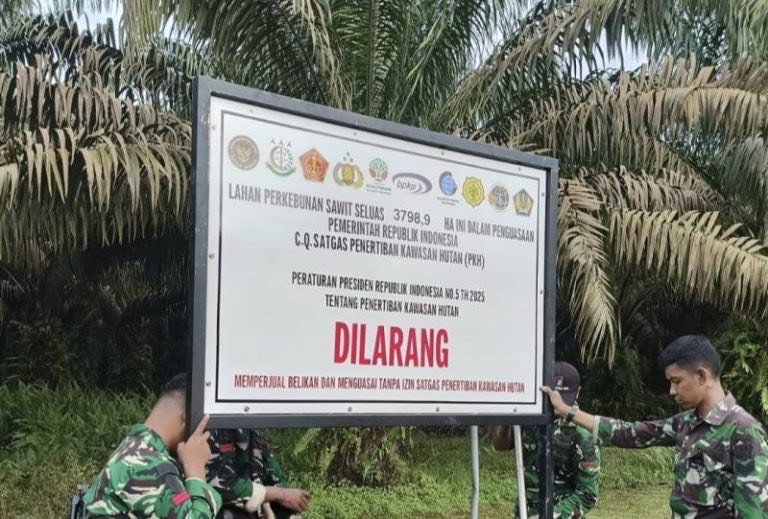 bpkp
LAHAN PERKEBUNAN SAWIT SELUAS 3798,9 HA INI DALAM PENGUASAAN
PEMERINTAH REPUBLIK INDONESIA
C.Q. SATGAS PENERTIBAN KAWASAN HUTAN (PKH)
PERATURAN PRESIDEN REPUBLIK INDONESIA NO.5 TH 2025
TENTANG PENERTIBAN KAWASAN HUTAN
DILARANG
MEMPERJUAL BELIKAN DAN MENGUASAI TANPA IZIN SATGAS PENERTIBAN KAWASAN HUTAN